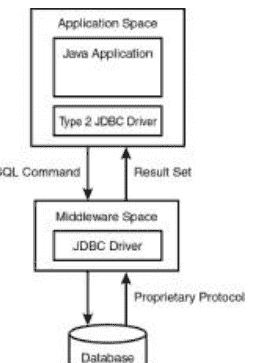 Application Space
Java Application
Type 2 JDBC Driver
SQL Command
Result Set
Middleware Space
JDBC Driver
Proprietary Protocol
Database